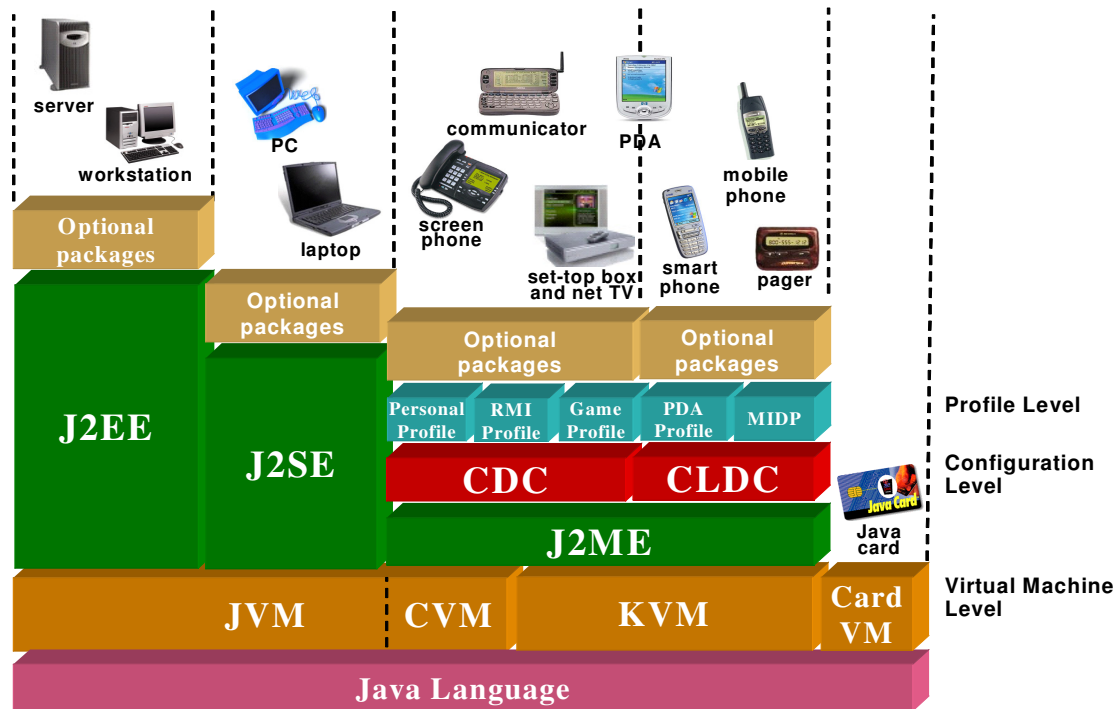 server
workstation
PC
laptop
communicator
PDA
screen
phone
set-top box
and net TV
smart
phone
mobile
phone
pager
Optional
packages
Optional
packages
Optional
packages
Optional
packages
J2EE
J2SE
Personal
Profile
RMI
Profile
Game
Profile
PDA
Profile
MIDP
Profile Level
CDC
CLDC
Configuration
Level
J2ME
Java Card
Java
card
JVM
CVM
KVM
Card
VM
Virtual Machine
Level
Java Language